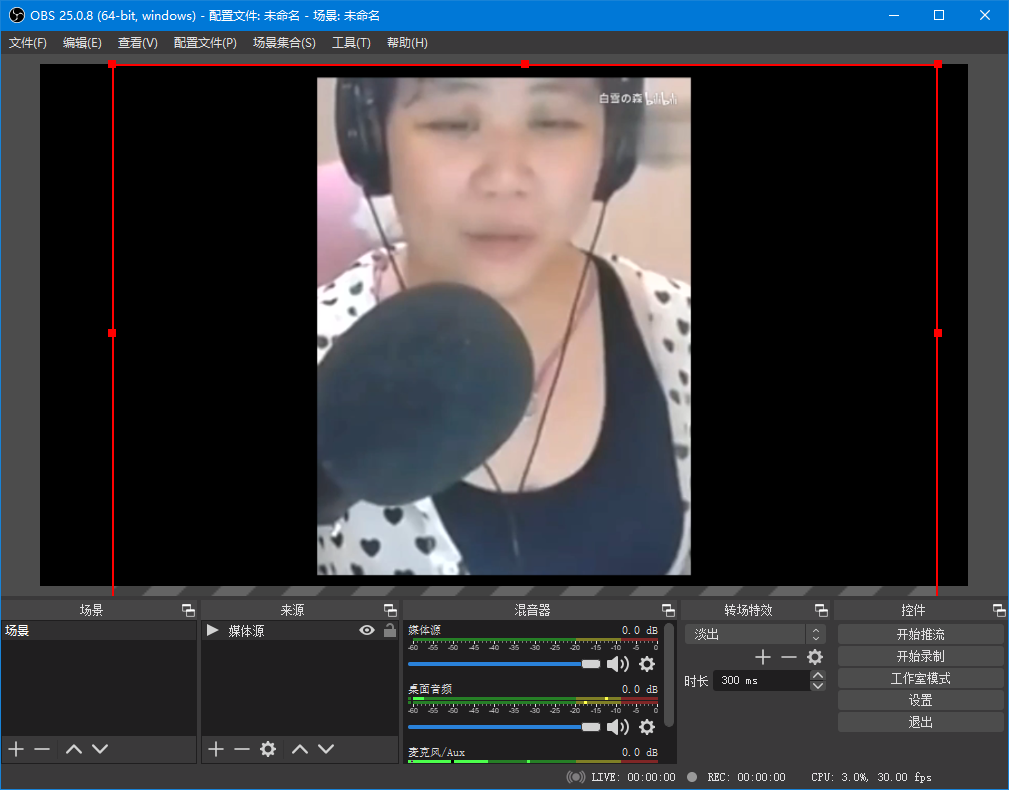 OBS 25.0.8 (64-bit, windows) - 配置文件: 未命名 - 场景: 未命名
文件(F) 编辑(E) 查看(V) 配置文件(P) 场景集合(S) 工具(T) 帮助(H)
白雪の森 bilibili
场景 来源 混音器 转场特效 控件
场景
媒体源
媒体源 0.0 dB
-60 -55 -50 -45 -40 -35 -30 -25 -20 -15 -10 -5 0
桌面音频 0.0 dB
-60 -55 -50 -45 -40 -35 -30 -25 -20 -15 -10 -5 0
麦克风/Aux 0.0 dB
淡出
时长 300 ms
开始推流
开始录制
工作室模式
设置
退出
LIVE: 00:00:00 REC: 00:00:00 CPU: 3.0%, 30.00 fps